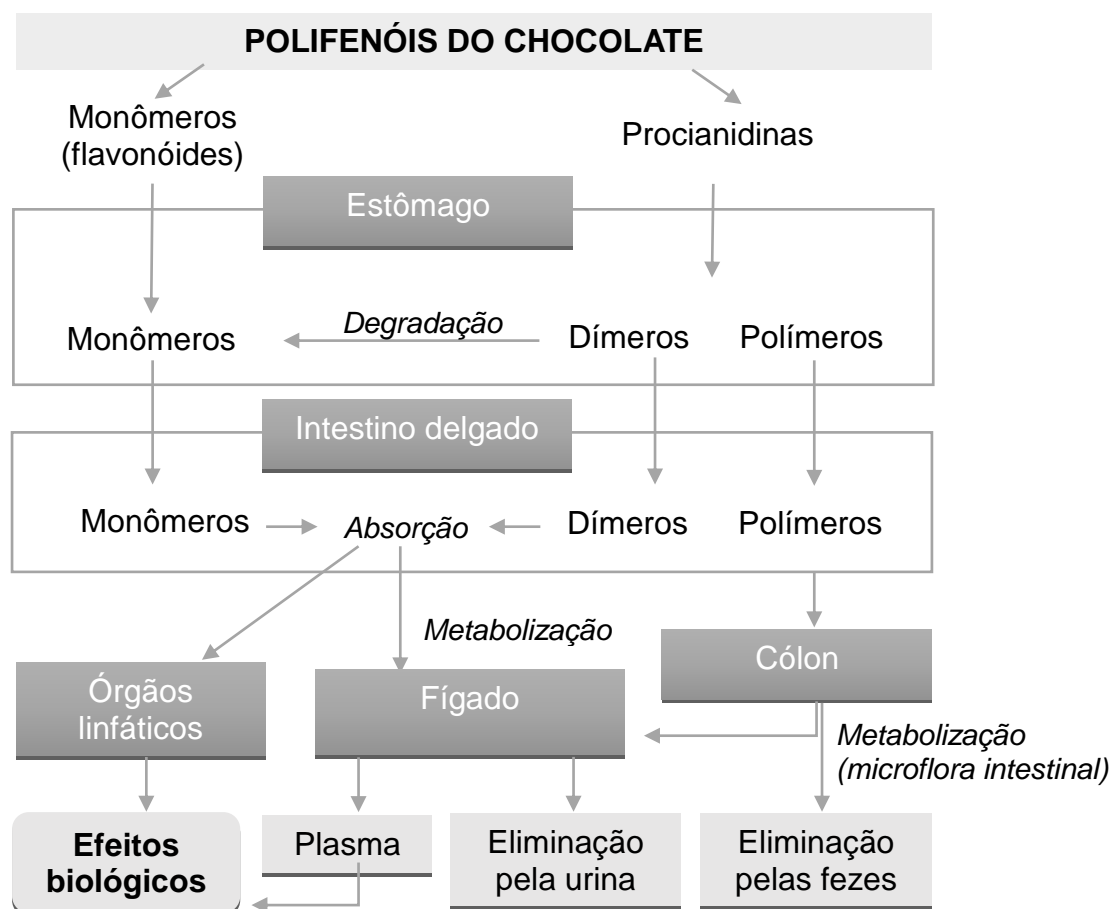 POLIFENÓIS DO CHOCOLATE
Monômeros
(flavonóides)
Procianidinas
Estômago
Monômeros
Degradação
Dímeros
Polímeros
Intestino delgado
Monômeros
Absorção
Dímeros
Polímeros
Metabolização
Cólon
Órgãos
linfáticos
Fígado
Metabolização
(microflora intestinal)
Efeitos
biológicos
Plasma
Eliminação
pela urina
Eliminação
pelas fezes